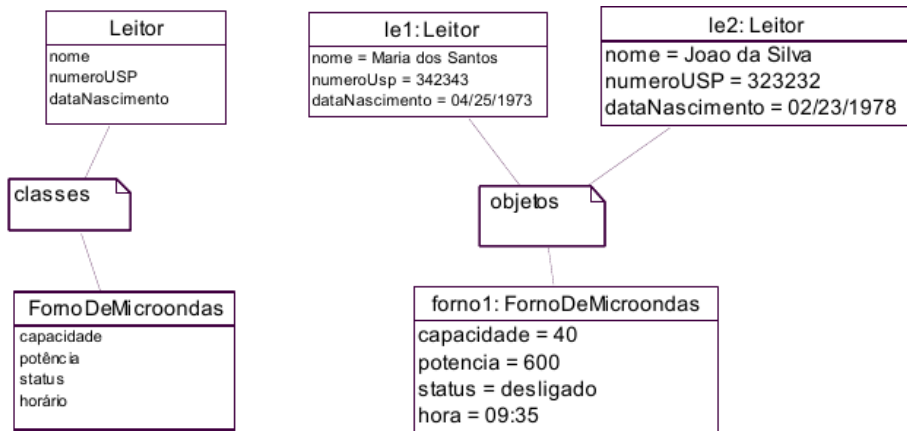 Leitor
nome
numeroUSP
dataNascimento
le1: Leitor
nome = Maria dos Santos
numeroUsp = 342343
dataNascimento = 04/25/1973
le2: Leitor
nome = Joao da Silva
numeroUSP = 323232
dataNascimento = 02/23/1978
classes
objetos
FornoDeMicroondas
capacidade
potência
status
horário
forno1: FornoDeMicroondas
capacidade = 40
potencia = 600
status = desligado
hora = 09:35